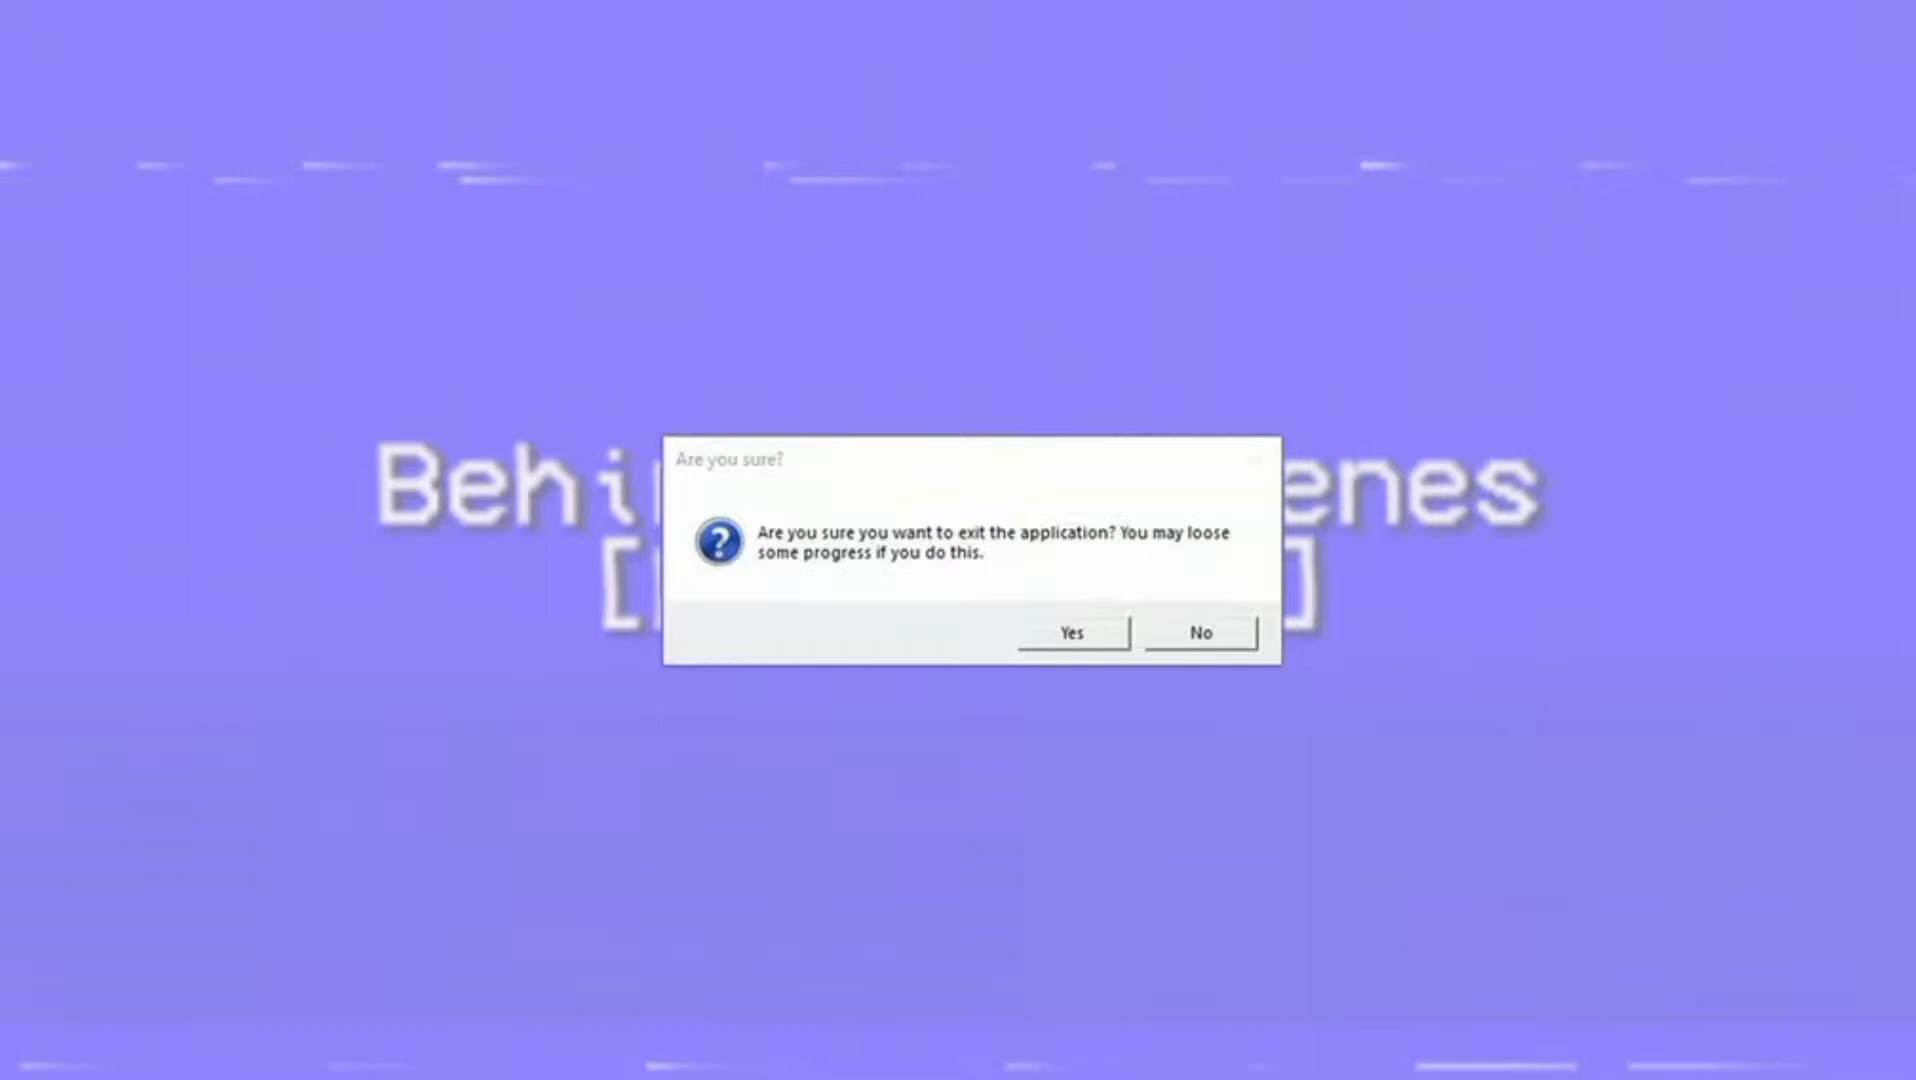 Behi enes
[ ]
Are you sure?
Are you sure you want to exit the application? You may loose
some progress if you do this.
Yes No